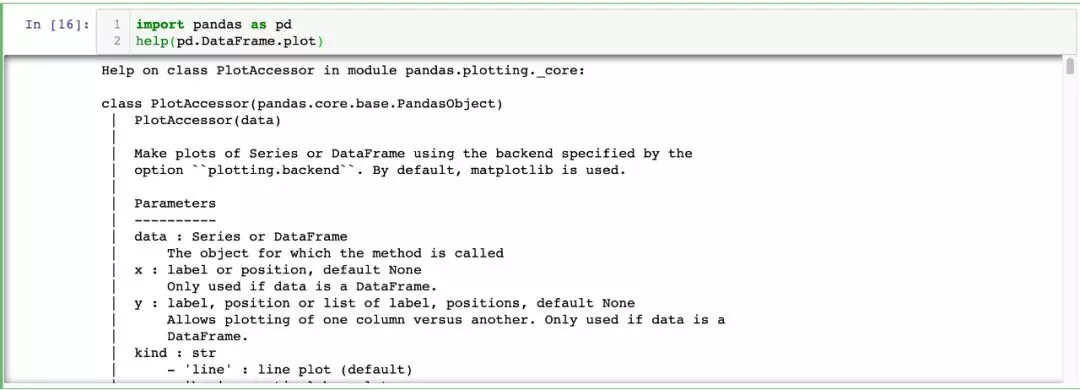 In [16]:
1 import pandas as pd
2 help(pd.DataFrame.plot)
Help on class PlotAccessor in module pandas.plotting._core:
class PlotAccessor(pandas.core.base.PandasObject)
 |  PlotAccessor(data)
 |
 |  Make plots of Series or DataFrame using the backend specified by the
 |  option ``plotting.backend``. By default, matplotlib is used.
 |
 |  Parameters
 |  ----------
 |  data : Series or DataFrame
 |      The object for which the method is called
 |  x : label or position, default None
 |      Only used if data is a DataFrame.
 |  y : label, position or list of label, positions, default None
 |      Allows plotting of one column versus another. Only used if data is a
 |      DataFrame.
 |  kind : str
 |      - 'line' : line plot (default)